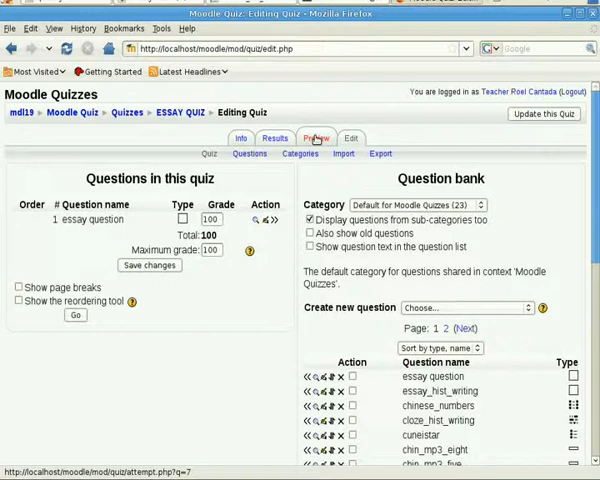 Moodle Quiz: Editing Quiz - Mozilla Firefox
File Edit View History Bookmarks Tools Help
http://localhost/moodle/mod/quiz/edit.php
Google
Most Visited Getting Started Latest Headlines
Moodle Quizzes
You are logged in as Teacher Roel Cantada (Logout)
mdl19 ► Moodle Quiz ► Quizzes ► ESSAY QUIZ ► Editing Quiz
Update this Quiz
Info Results Preview Edit
Quiz Questions Categories Import Export
Questions in this quiz
Order # Question name Type Grade Action
1 essay question 100
Total: 100
Maximum grade: 100
Save changes
Show page breaks
Show the reordering tool
Go
Question bank
Category Default for Moodle Quizzes (23)
Display questions from sub-categories too
Also show old questions
Show question text in the question list
The default category for questions shared in context 'Moodle
Quizzes'.
Create new question Choose...
Page: 1 2 (Next)
Sort by type, name
Action Question name Type
essay question
essay_hist_writing
chinese_numbers
cloze_hist_writing
cuneistar
chin_mp3_eight
chin_mp3_five
http://localhost/moodle/mod/quiz/attempt.php?q=7